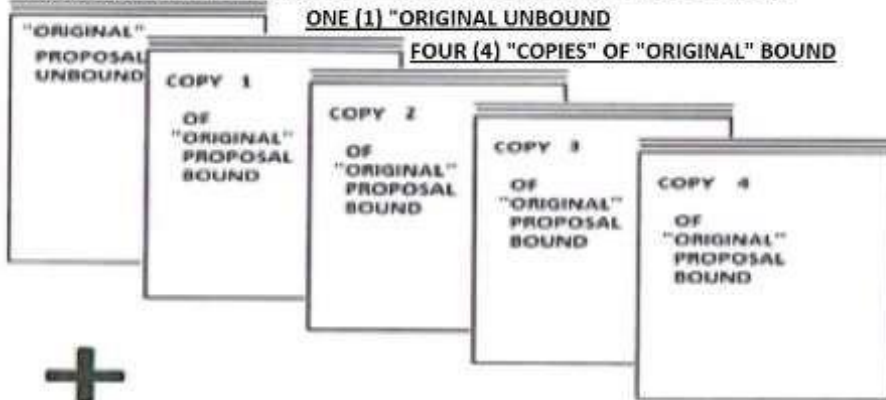 ONE (1) "ORIGINAL UNBOUND
FOUR (4) "COPIES" OF "ORIGINAL" BOUND
"ORIGINAL"
PROPOSAL
UNBOUND
COPY 1
OF
"ORIGINAL"
PROPOSAL
BOUND
COPY 2
OF
"ORIGINAL"
PROPOSAL
BOUND
COPY 3
OF
"ORIGINAL"
PROPOSAL
BOUND
COPY 4
OF
"ORIGINAL"
PROPOSAL
BOUND